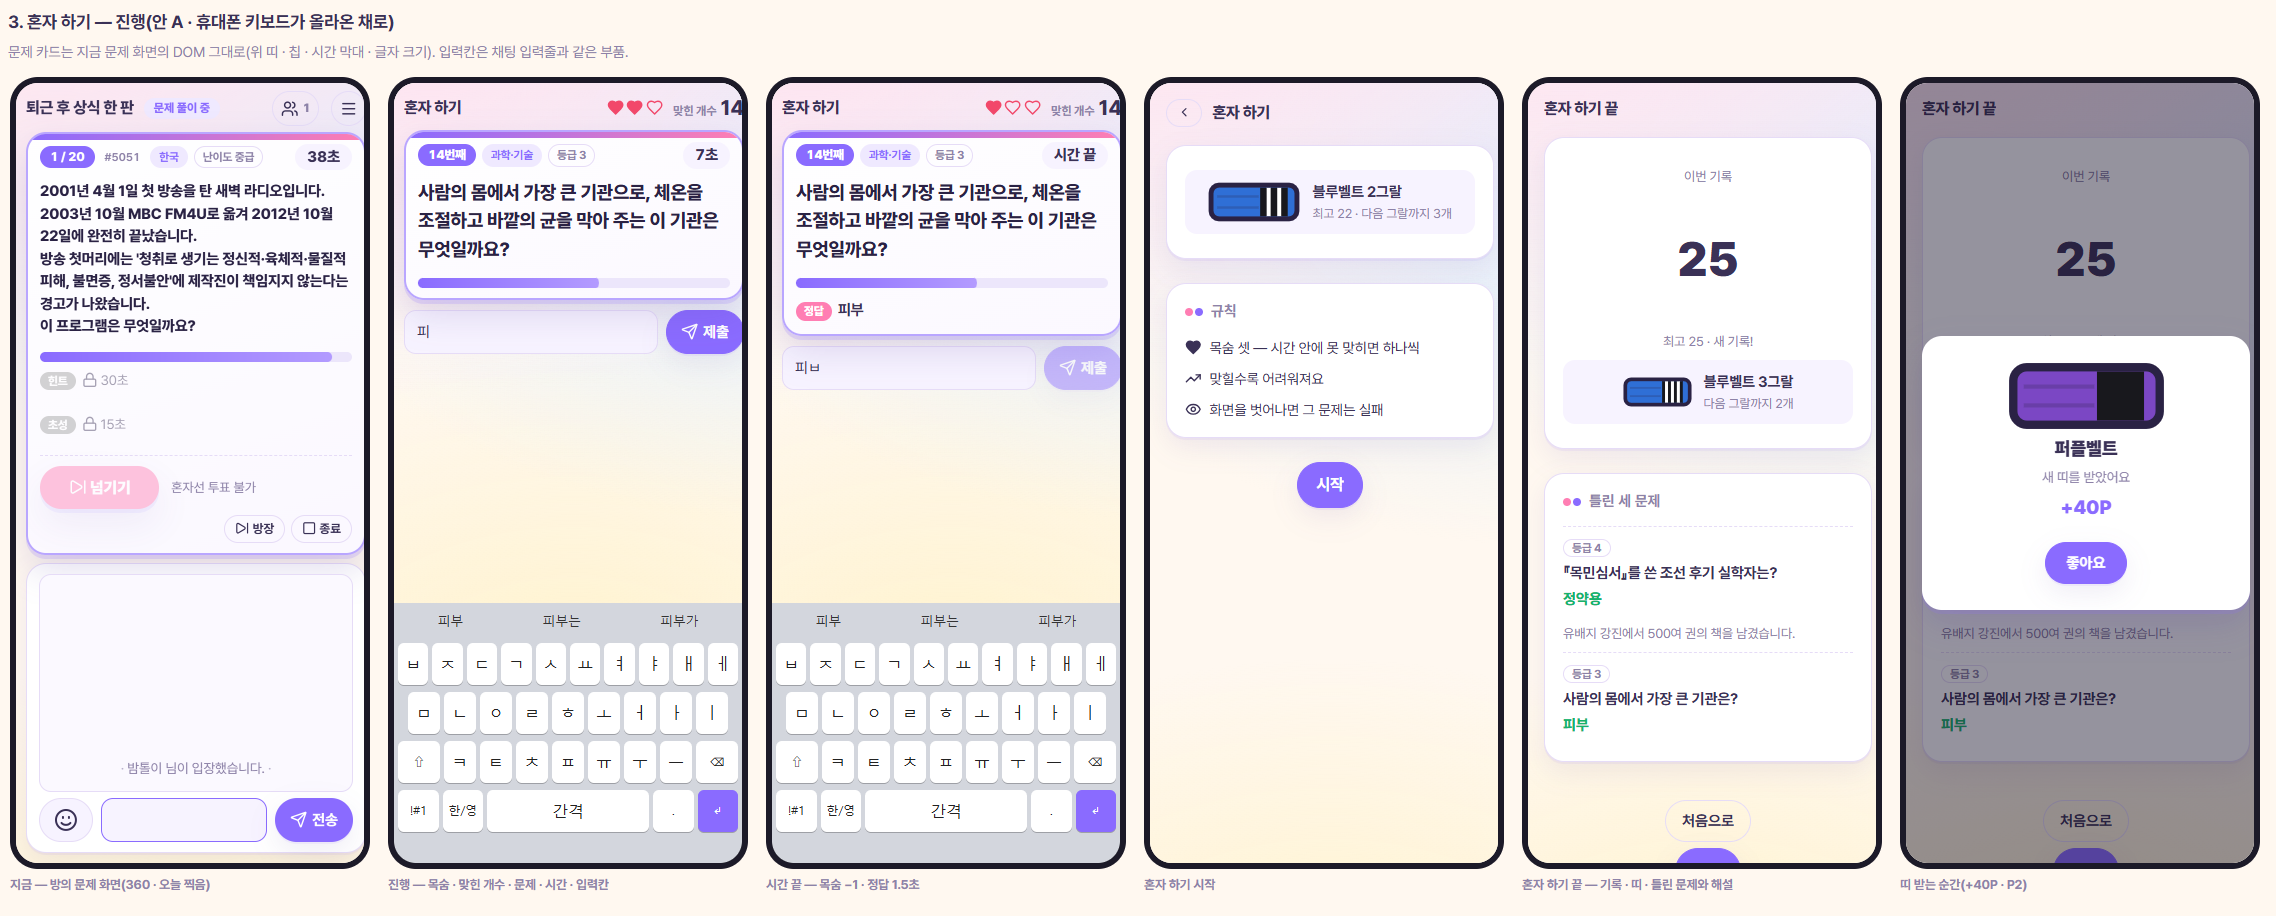 3. 혼자 하기 — 진행(안 A · 휴대폰 키보드가 올라온 채로)
문제 카드는 지금 문제 화면의 DOM 그대로(위 띠 · 칩 · 시간 막대 · 글자 크기). 입력칸은 채팅 입력줄과 같은 부품.
퇴근 후 상식 한 판 문제 풀이 중 1
1 / 20 #5051 한국 난이도 중급 38초
2001년 4월 1일 첫 방송을 탄 새벽 라디오입니다.
2003년 10월 MBC FM4U로 옮겨 2012년 10월
22일에 완전히 끝났습니다.
방송 첫머리에는 '청취로 생기는 정신적·육체적·물질적
피해, 불면증, 정서불안'에 제작진이 책임지지 않는다는
경고가 나왔습니다.
이 프로그램은 무엇일까요?
힌트 30초
초성 15초
넘기기 혼자선 투표 불가
방장 종료
· 밤톨이 님이 입장했습니다. ·
전송
지금 — 방의 문제 화면(360 · 오늘 찍음)
혼자 하기 맞힌 개수 14
14번째 과학·기술 등급 3 7초
사람의 몸에서 가장 큰 기관으로, 체온을
조절하고 바깥의 균을 막아 주는 이 기관은
무엇일까요?
피 제출
피부 피부는 피부가
ㅂ ㅈ ㄷ ㄱ ㅅ ㅛ ㅕ ㅑ ㅐ ㅔ
ㅁ ㄴ ㅇ ㄹ ㅎ ㅗ ㅓ ㅏ ㅣ
⇧ ㅋ ㅌ ㅊ ㅍ ㅠ ㅜ ㅡ ⌫
!#1 한/영 간격 . ↲
진행 — 목숨 · 맞힌 개수 · 문제 · 시간 · 입력칸
혼자 하기 맞힌 개수 14
14번째 과학·기술 등급 3 시간 끝
사람의 몸에서 가장 큰 기관으로, 체온을
조절하고 바깥의 균을 막아 주는 이 기관은
무엇일까요?
정답 피부
피ㅂ 제출
피부 피부는 피부가
ㅂ ㅈ ㄷ ㄱ ㅅ ㅛ ㅕ ㅑ ㅐ ㅔ
ㅁ ㄴ ㅇ ㄹ ㅎ ㅗ ㅓ ㅏ ㅣ
⇧ ㅋ ㅌ ㅊ ㅍ ㅠ ㅜ ㅡ ⌫
!#1 한/영 간격 . ↲
시간 끝 — 목숨 −1 · 정답 1.5초
혼자 하기
블루벨트 2그랄
최고 22 · 다음 그랄까지 3개
규칙
목숨 셋 — 시간 안에 못 맞히면 하나씩
맞힐수록 어려워져요
화면을 벗어나면 그 문제는 실패
시작
혼자 하기 시작
혼자 하기 끝
이번 기록
25
최고 25 · 새 기록!
블루벨트 3그랄
다음 그랄까지 2개
틀린 세 문제
등급 4
『목민심서』를 쓴 조선 후기 실학자는?
정약용
유배지 강진에서 500여 권의 책을 남겼습니다.
등급 3
사람의 몸에서 가장 큰 기관은?
피부
처음으로
혼자 하기 끝 — 기록 · 띠 · 틀린 문제와 해설
혼자 하기 끝
이번 기록
25
퍼플벨트
새 띠를 받았어요
+40P
좋아요
유배지 강진에서 500여 권의 책을 남겼습니다.
등급 3
사람의 몸에서 가장 큰 기관은?
피부
처음으로
띠 받는 순간(+40P · P2)